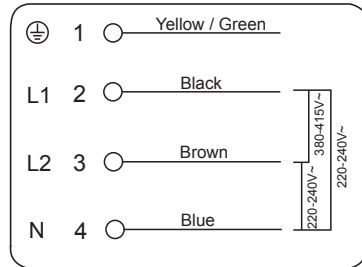 1 Yellow / Green
L1 2 Black
L2 3 Brown
N 4 Blue
380-415V~
220-240V~
220-240V~